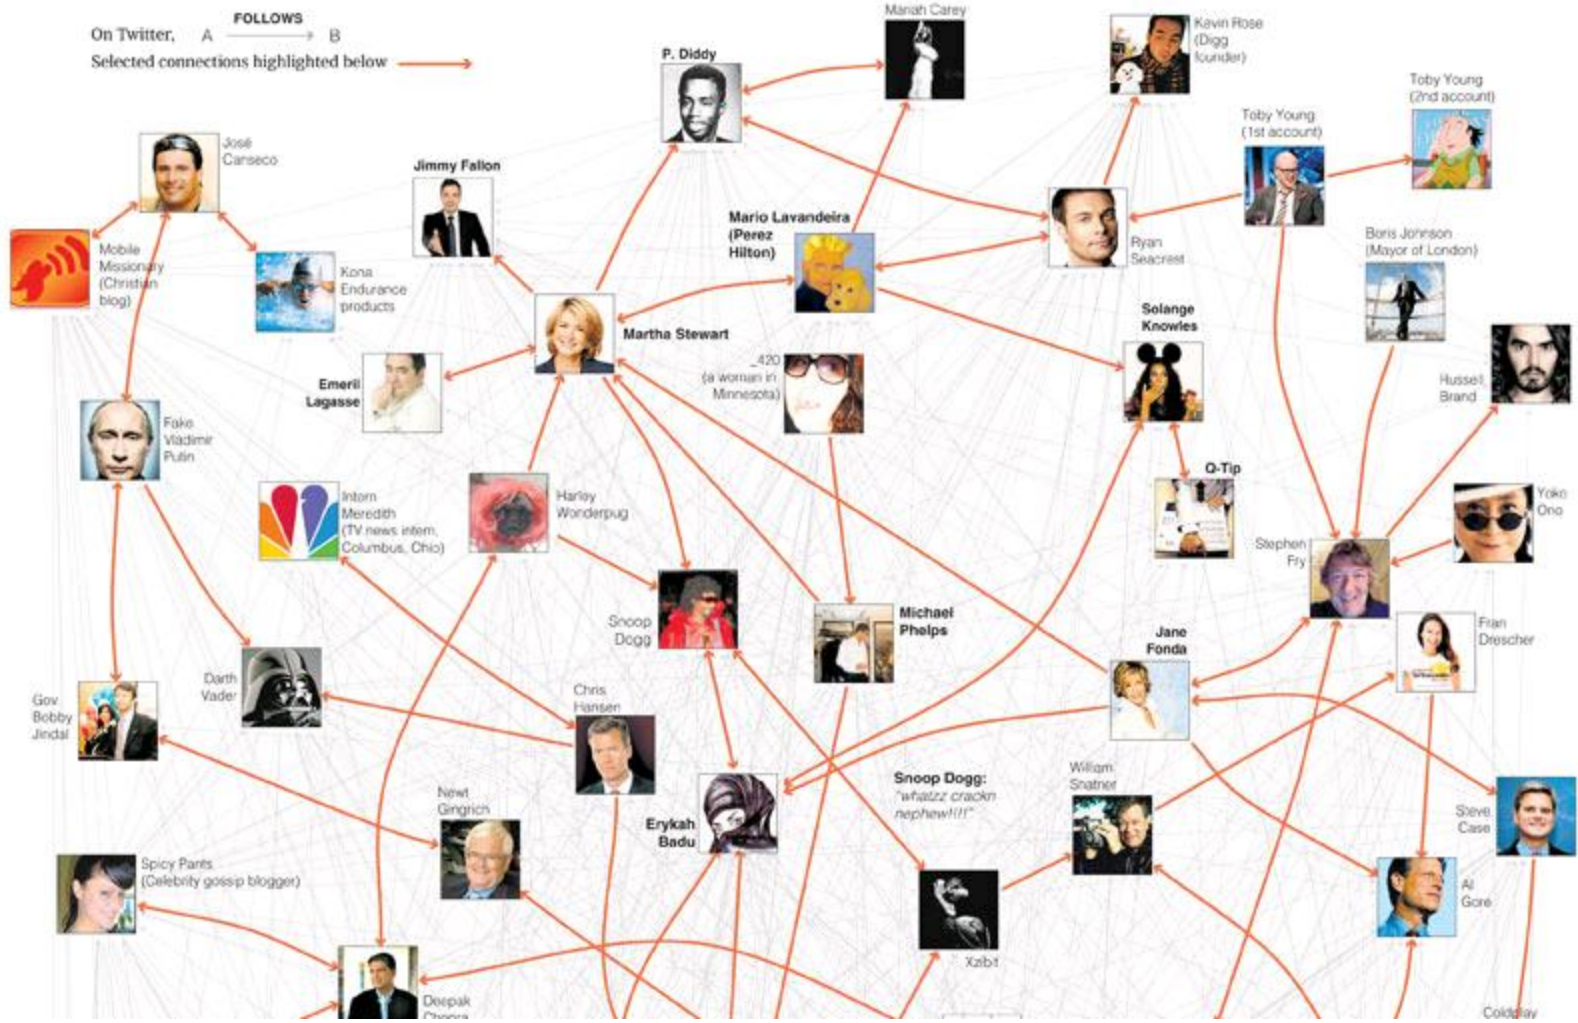 FOLLOWS
On Twitter, A B
Selected connections highlighted below
Mariah Carey
Kevin Rose
(Digg
founder)
P. Diddy
Toby Young
(2nd account)
Toby Young
(1st account)
José
Canseco
Jimmy Fallon
Mario Lavandeira
(Perez
Hilton)
Ryan
Seacrest
Boris Johnson
(Mayor of London)
Mobile
Missionary
(Christian
blog)
Kona
Endurance
products
Solange
Knowles
Martha Stewart
_420
(a woman in
Minnesota)
Emeril
Lagasse
Russell
Brand
Fake
Vladimir
Putin
Q-Tip
Intern
Meredith
(TV news intern,
Columbus, Ohio)
Harley
Wonderpug
Yoko
Ono
Stephen
Fry
Snoop
Dogg
Michael
Phelps
Jane
Fonda
Fran
Drescher
Darth
Vader
Gov.
Bobby
Jindal
Chris
Hansen
Snoop Dogg:
"whatzz crackn
nephew!!!!"
William
Shatner
Newt
Gingrich
Erykah
Badu
Steve
Case
Spicy Pants
(Celebrity gossip blogger)
Al
Gore
Xzibit
Deepak
Chopra
Coldplay